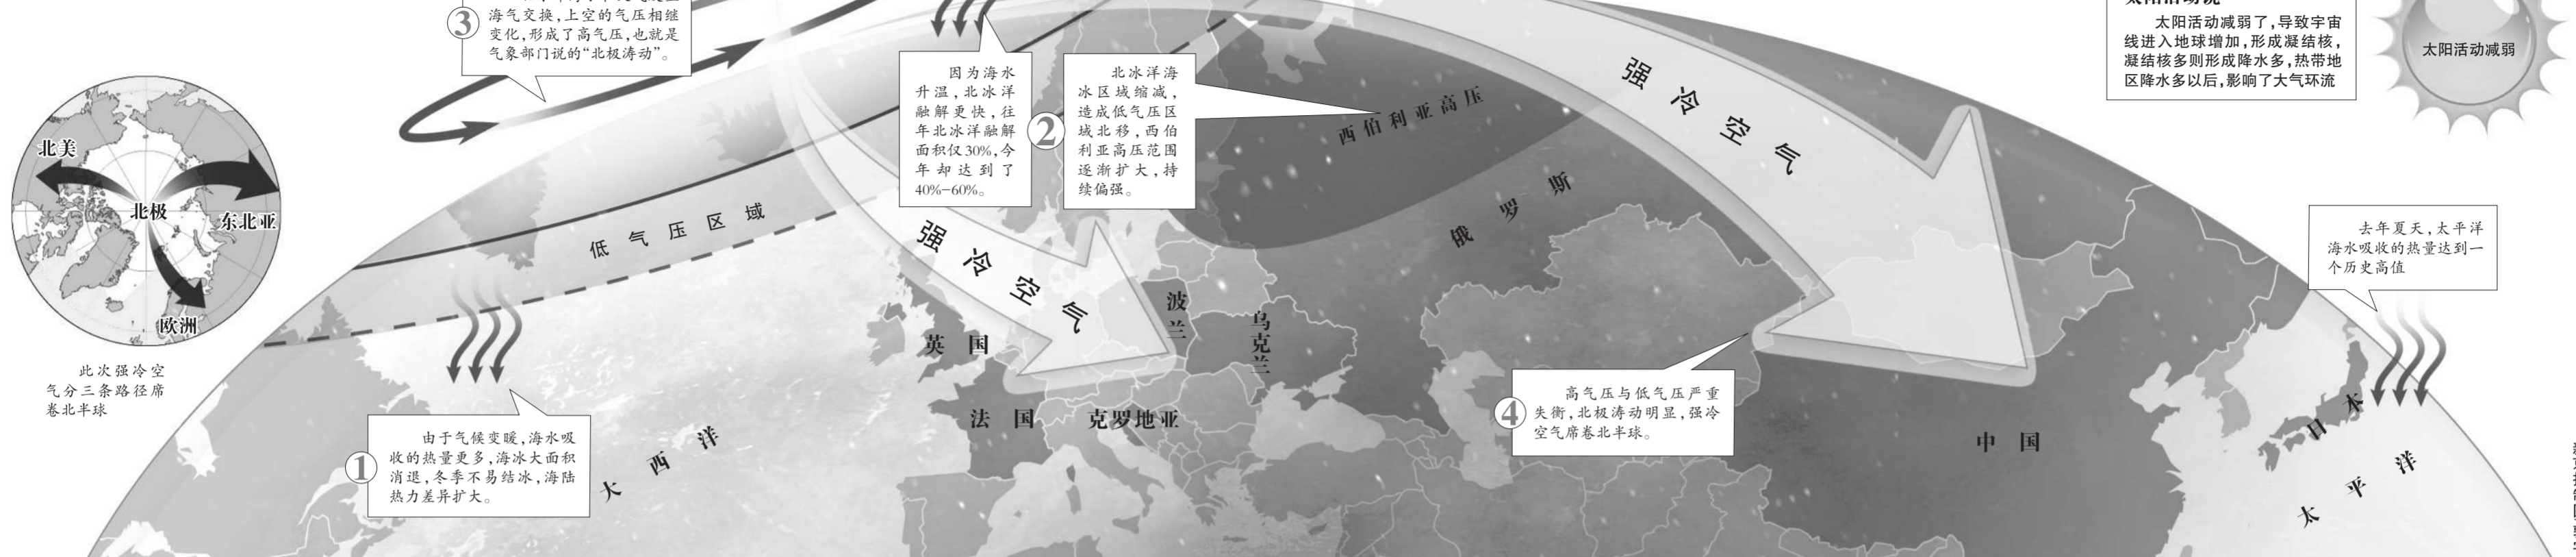 海气交换,上空的气压相继
变化,形成了高气压,也就是
气象部门说的“北极涛动”。
3
因为海水
升温,北冰洋
融解更快,往
年北冰洋融解
面积仅30%,今
年却达到了
40%-60%。
2
北冰洋海
冰区域缩减,
造成低气压区
域北移,西伯
利亚高压范围
逐渐扩大,持
续偏强。
太阳活动说
太阳活动减弱了,导致宇宙
线进入地球增加,形成凝结核,
凝结核多则形成降水多,热带地
区降水多以后,影响了大气环流
太阳活动减弱
北美
北极
东北亚
欧洲
此次强冷空
气分三条路径席
卷北半球
低气压区域
强冷空气
西伯利亚高压
俄罗斯
强冷空气
去年夏天,太平洋
海水吸收的热量达到一
个历史高值
英国
波兰
乌克兰
法国
克罗地亚
1
由于气候变暖,海水吸
收的热量更多,海冰大面积
消退,冬季不易结冰,海陆
热力差异扩大。
大西洋
4
高气压与低气压严重
失衡,北极涛动明显,强冷
空气席卷北半球。
中国
日本
太平洋